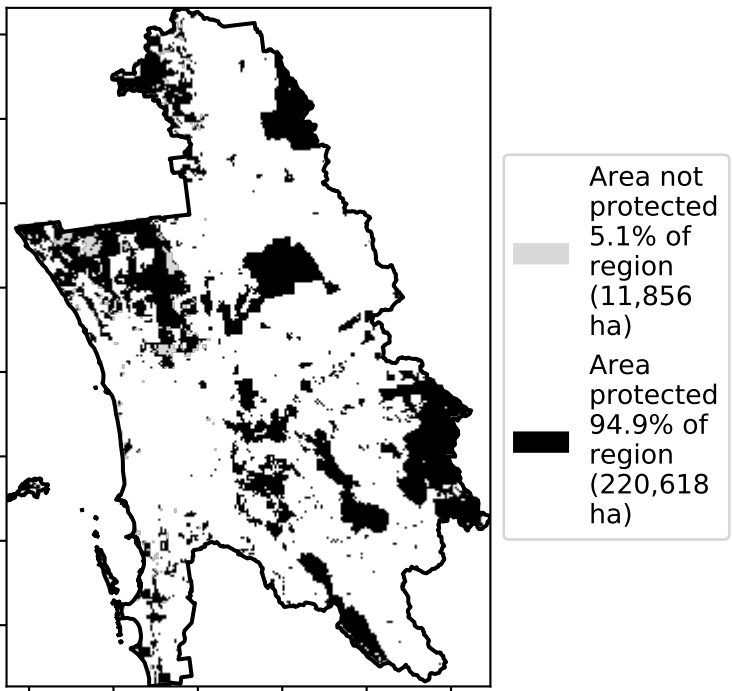 Area not
protected
5.1% of
region
(11,856
ha)
Area
protected
94.9% of
region
(220,618
ha)